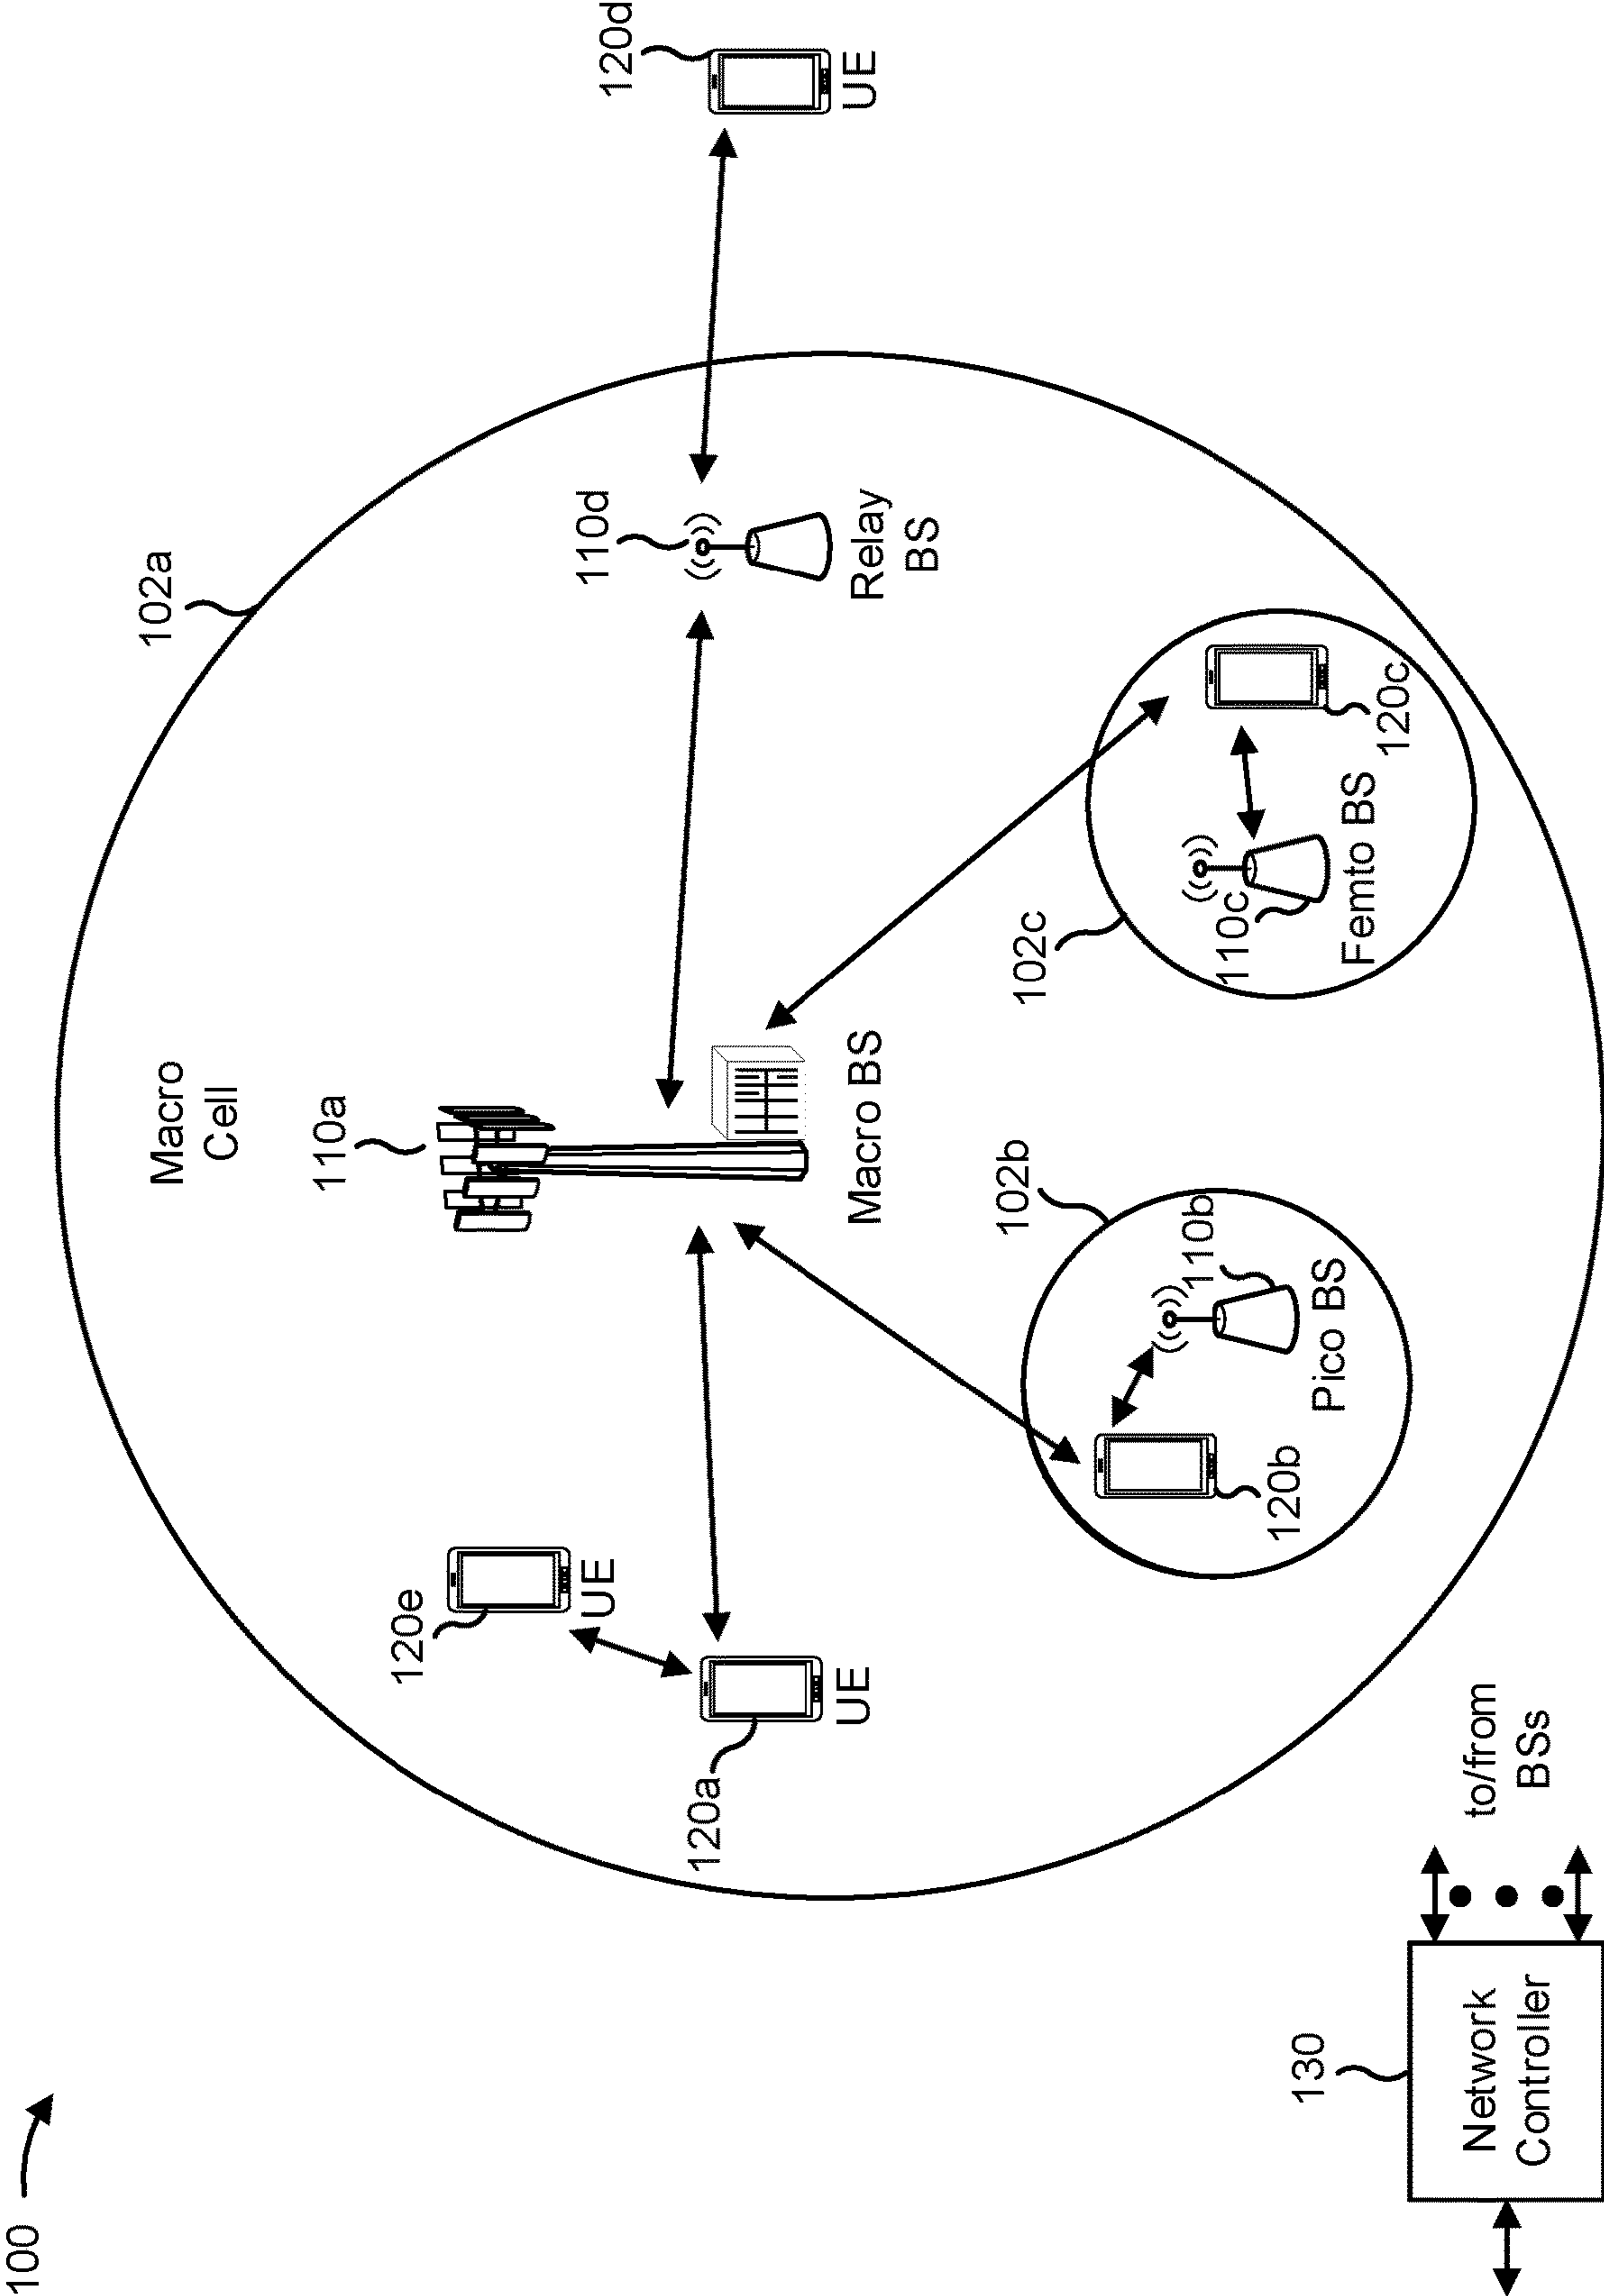 100
102a
Macro
Cell
110a
120d
UE
110d
Relay
BS
120e
UE
120a
UE
Macro BS
102b
110b
Pico BS
120b
102c
110c
Femto BS
120c
130
Network
Controller
to/from
BSs